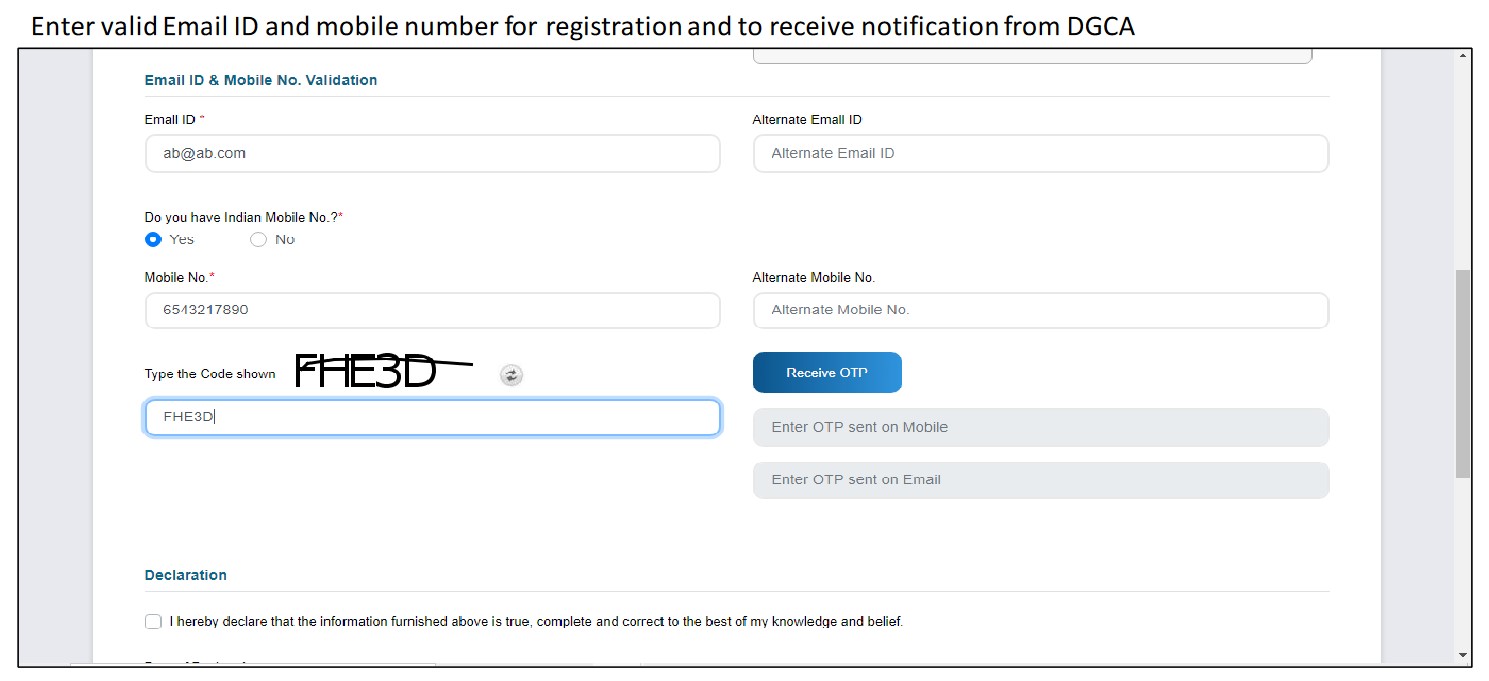 Enter valid Email ID and mobile number for registration and to receive notification from DGCA
Email ID & Mobile No. Validation
Email ID *
Alternate Email ID
ab@ab.com
Alternate Email ID
Do you have Indian Mobile No.?*
Yes
No
Mobile No.*
Alternate Mobile No.
6543217890
Alternate Mobile No.
Type the Code shown
FHE3D
Receive OTP
FHE3D
Enter OTP sent on Mobile
Enter OTP sent on Email
Declaration
I hereby declare that the information furnished above is true, complete and correct to the best of my knowledge and belief.